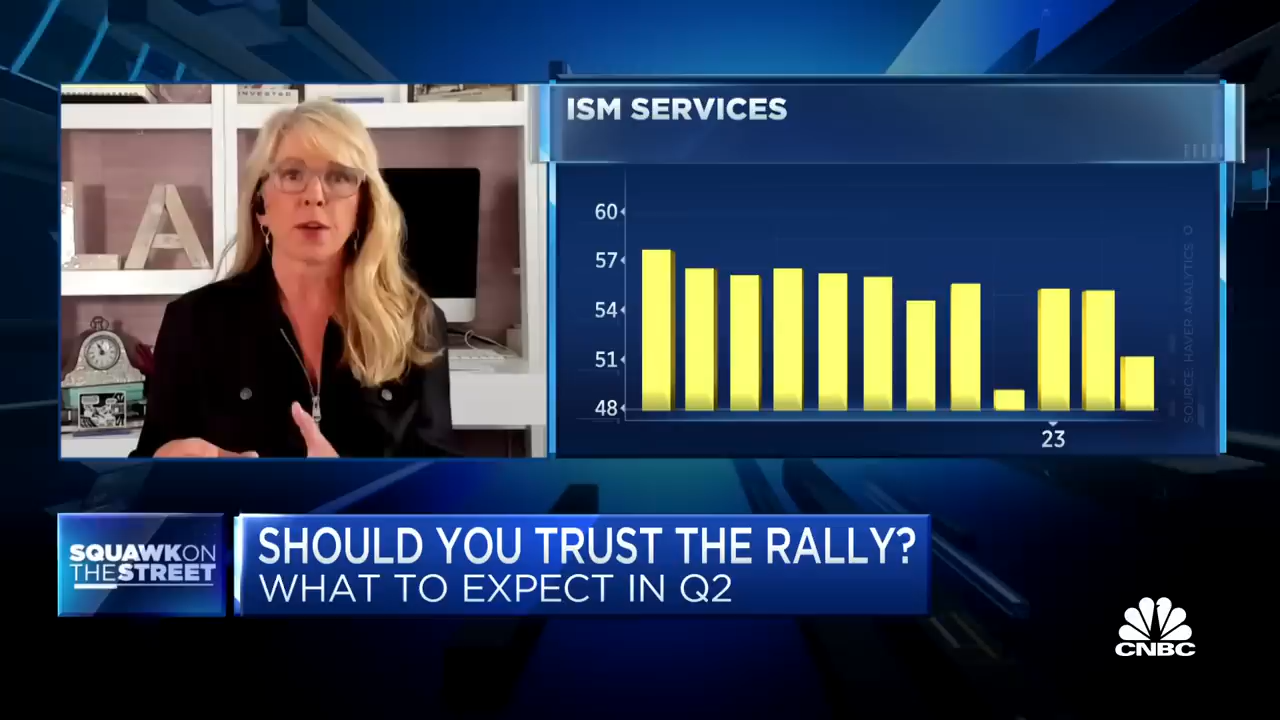 INVESTED
A
ISM SERVICES
60
57
54
51
48
23
SOURCE: HAVER ANALYTICS
SQUAWK ON
THE STREET
SHOULD YOU TRUST THE RALLY?
WHAT TO EXPECT IN Q2
CNBC